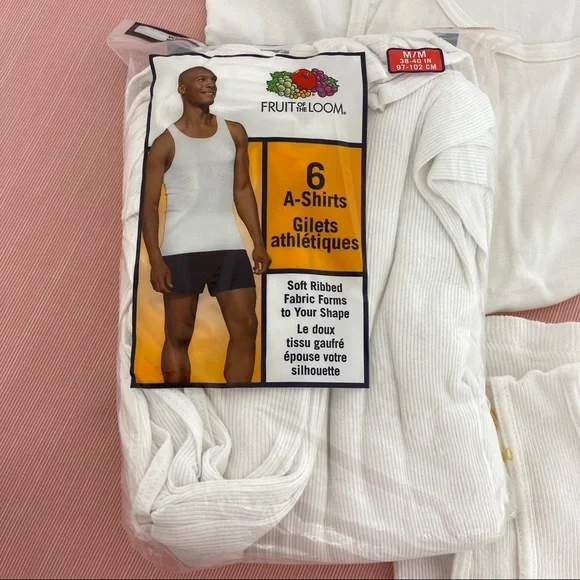 M/M
38-40 IN
97-102 CM
FRUIT OF THE LOOM®
6
A-Shirts
Gilets
athlétiques
Soft Ribbed
Fabric Forms
to Your Shape
Le doux
tissu gaufré
épouse votre
silhouette